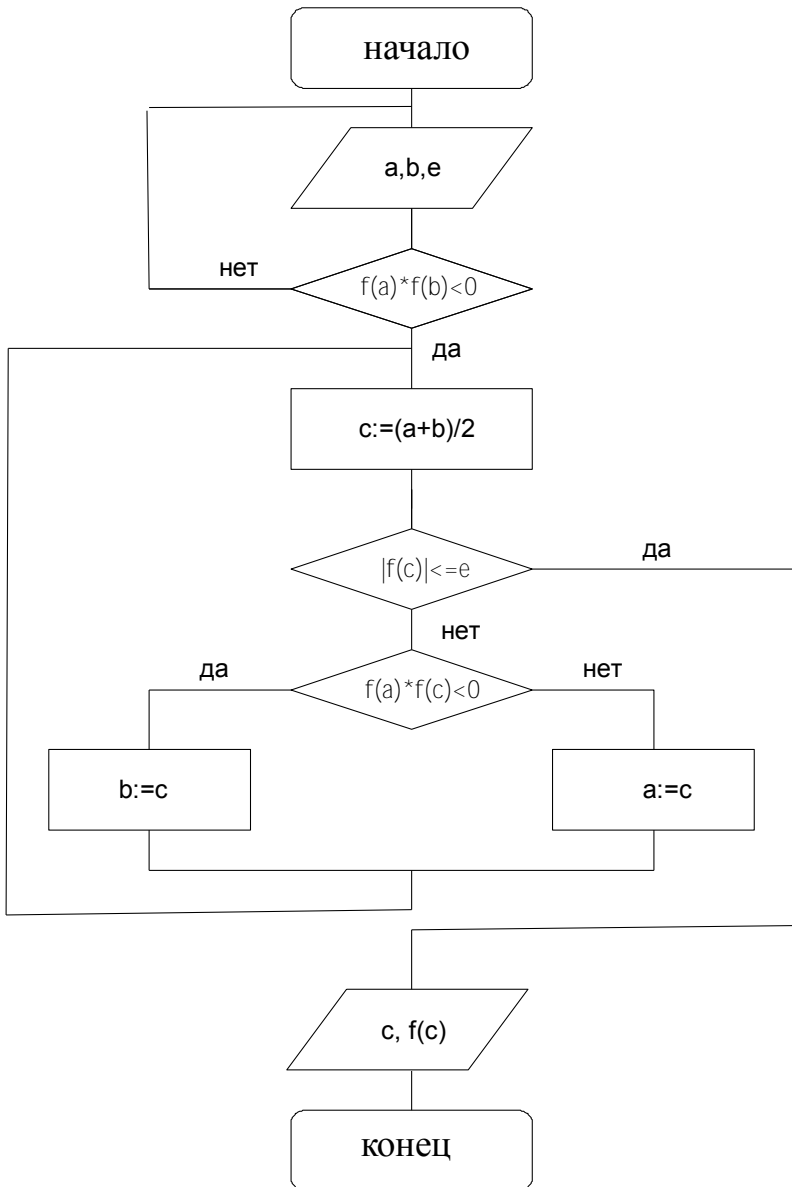 начало
a,b,e
нет
f(a)*f(b)<0
да
c:=(a+b)/2
|f(c)|<=e
да
нет
да
f(a)*f(c)<0
нет
b:=c
a:=c
c, f(c)
конец